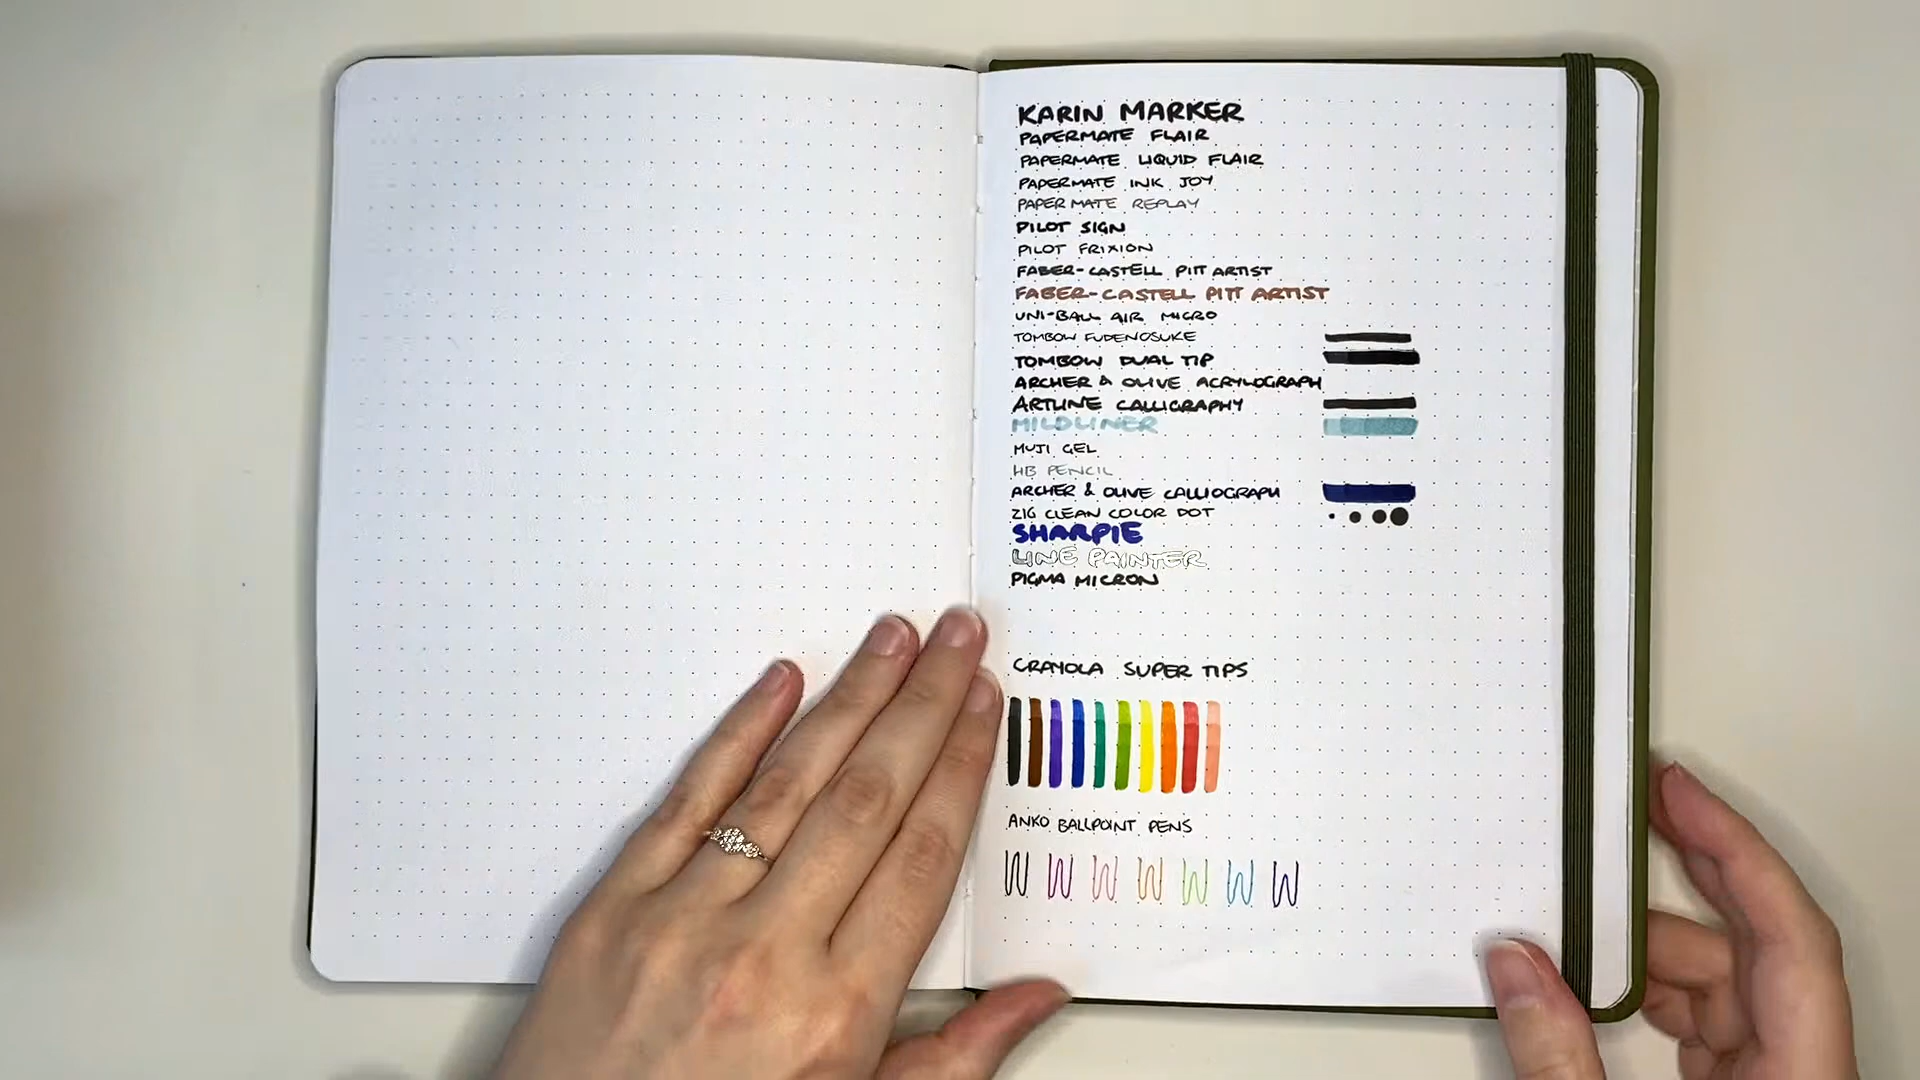 KARIN MARKER
PAPERMATE FLAIR
PAPERMATE LIQUID FLAIR
PAPERMATE INK JOY
PAPERMATE REPLAY
PILOT SIGN
PILOT FRIXION
FABER-CASTELL PITT ARTIST
FABER-CASTELL PITT ARTIST
UNI-BALL AIR MICRO
TOMBOW FUDENOSUKE
TOMBOW DUAL TIP
ARCHER & OLIVE ACRYLOGRAPH
ARTLINE CALLIGRAPHY
MILDLINER
MUJI GEL
HB PENCIL
ARCHER & OLIVE CALLIOGRAPH
ZIG CLEAN COLOR DOT
SHARPIE
LINE PAINTER
PIGMA MICRON
CRAYOLA SUPER TIPS
ANKO BALLPOINT PENS